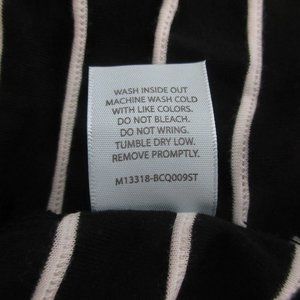 WASH INSIDE OUT
MACHINE WASH COLD
WITH LIKE COLORS.
DO NOT BLEACH.
DO NOT WRING.
TUMBLE DRY LOW.
REMOVE PROMPTLY.
M13318-BCQ009ST